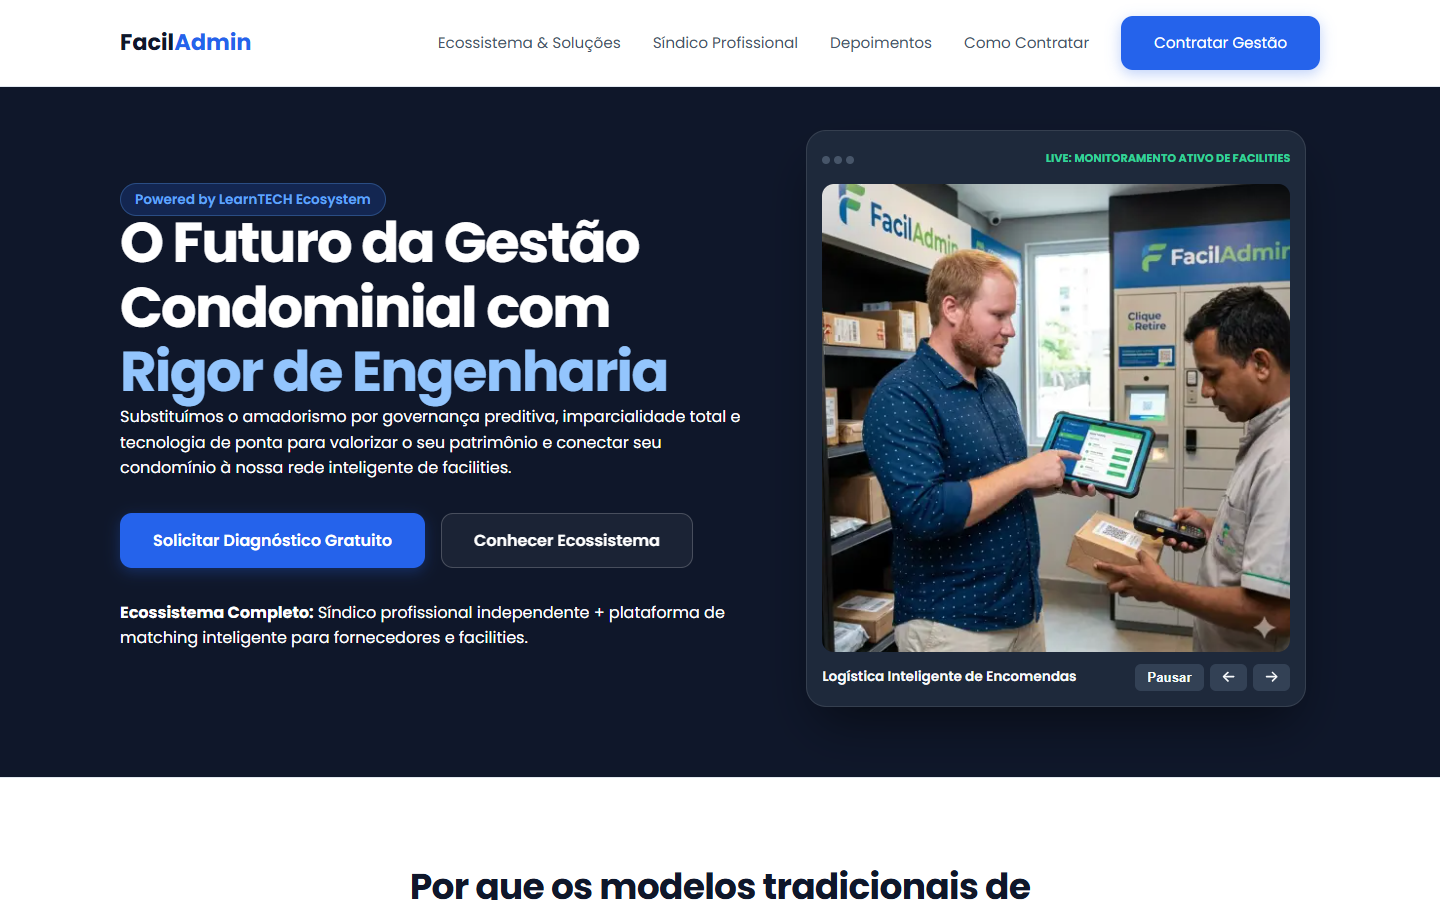 FacilAdmin
Ecossistema & Soluções
Síndico Profissional
Depoimentos
Como Contratar
Contratar Gestão
Powered by LearnTECH Ecosystem
O Futuro da Gestão
Condominial com
Rigor de Engenharia
Substituímos o amadorismo por governança preditiva, imparcialidade total e
tecnologia de ponta para valorizar o seu patrimônio e conectar seu
condomínio à nossa rede inteligente de facilities.
Solicitar Diagnóstico Gratuito
Conhecer Ecossistema
Ecossistema Completo: Síndico profissional independente + plataforma de
matching inteligente para fornecedores e facilities.
LIVE: MONITORAMENTO ATIVO DE FACILITIES
FacilAdmin
FacilAdmin
Clique
&Retire
Logística Inteligente de Encomendas
Pausar
Por que os modelos tradicionais de